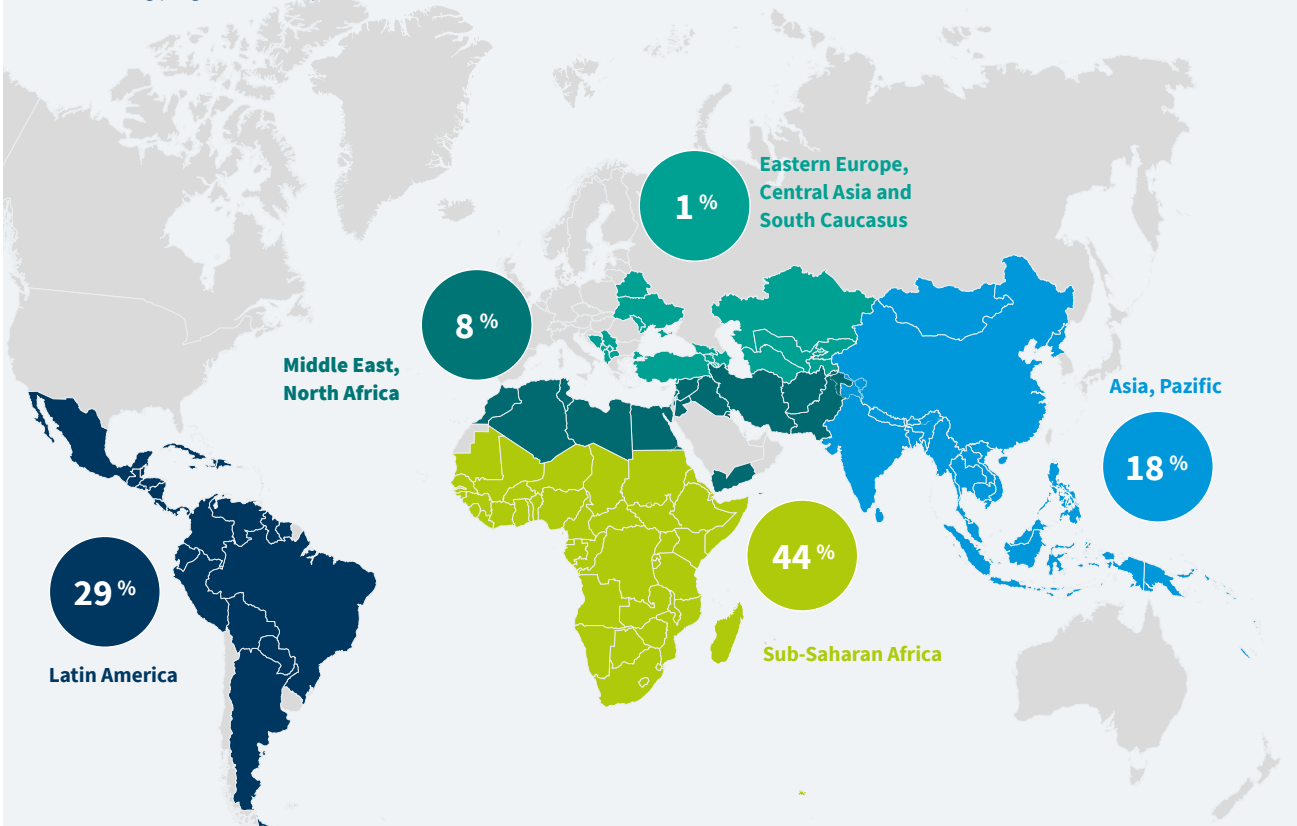 1 %
Eastern Europe,
Central Asia and
South Caucasus
8 %
Middle East,
North Africa
Asia, Pazific
18 %
44 %
Sub-Saharan Africa
29 %
Latin America